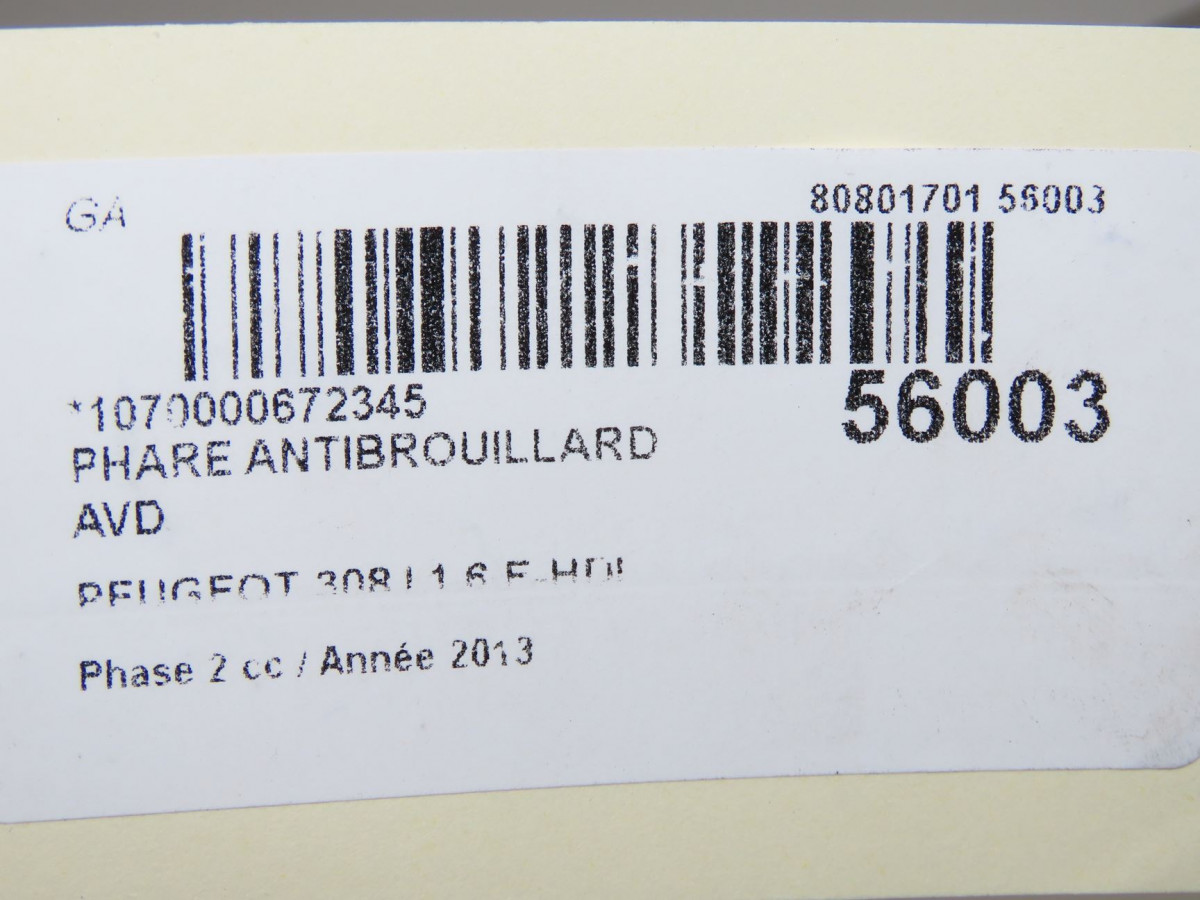 GA
80801701 56003
*1070000672345
56003
PHARE ANTIBROUILLARD
AVD
PEUGEOT 308 I 1.6 E-HDI
Phase 2 cc / Année 2013